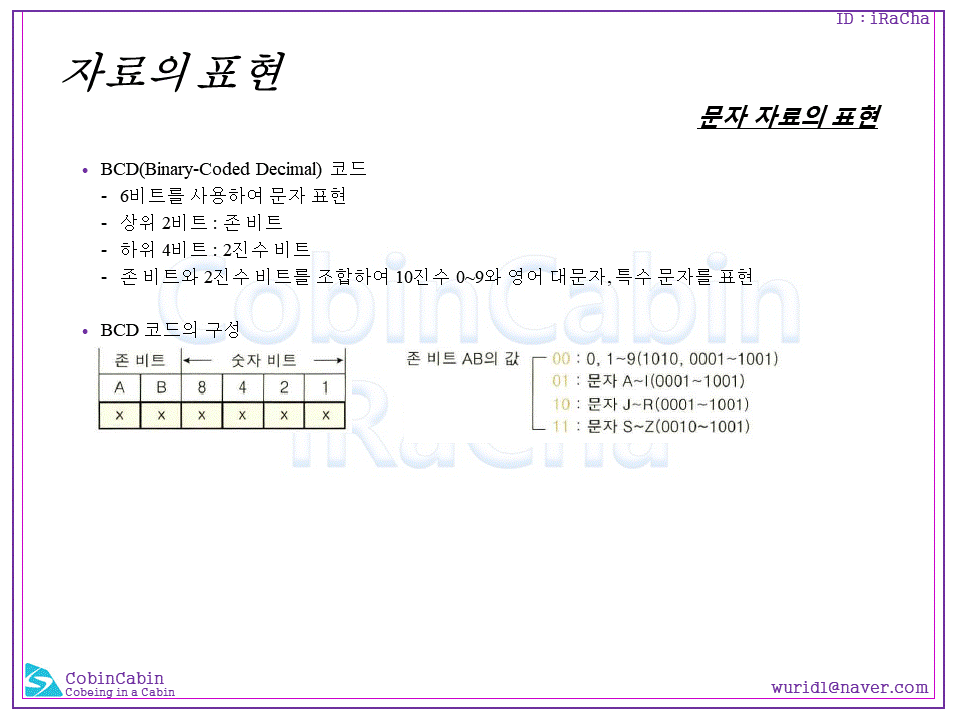 ID : iRaCha
자료의 표현
문자 자료의 표현
• BCD(Binary-Coded Decimal) 코드
- 6비트를 사용하여 문자 표현
- 상위 2비트 : 존 비트
- 하위 4비트 : 2진수 비트
- 존 비트와 2진수 비트를 조합하여 10진수 0~9와 영어 대문자, 특수 문자를 표현
• BCD 코드의 구성
존 비트 숫자 비트
A B 8 4 2 1
x x x x x x
존 비트 AB의 값
00 : 0, 1~9(1010, 0001~1001)
01 : 문자 A~I(0001~1001)
10 : 문자 J~R(0001~1001)
11 : 문자 S~Z(0010~1001)
CobinCabin
iRaCha
CobinCabin
Cobeing in a Cabin
wurid1@naver.com